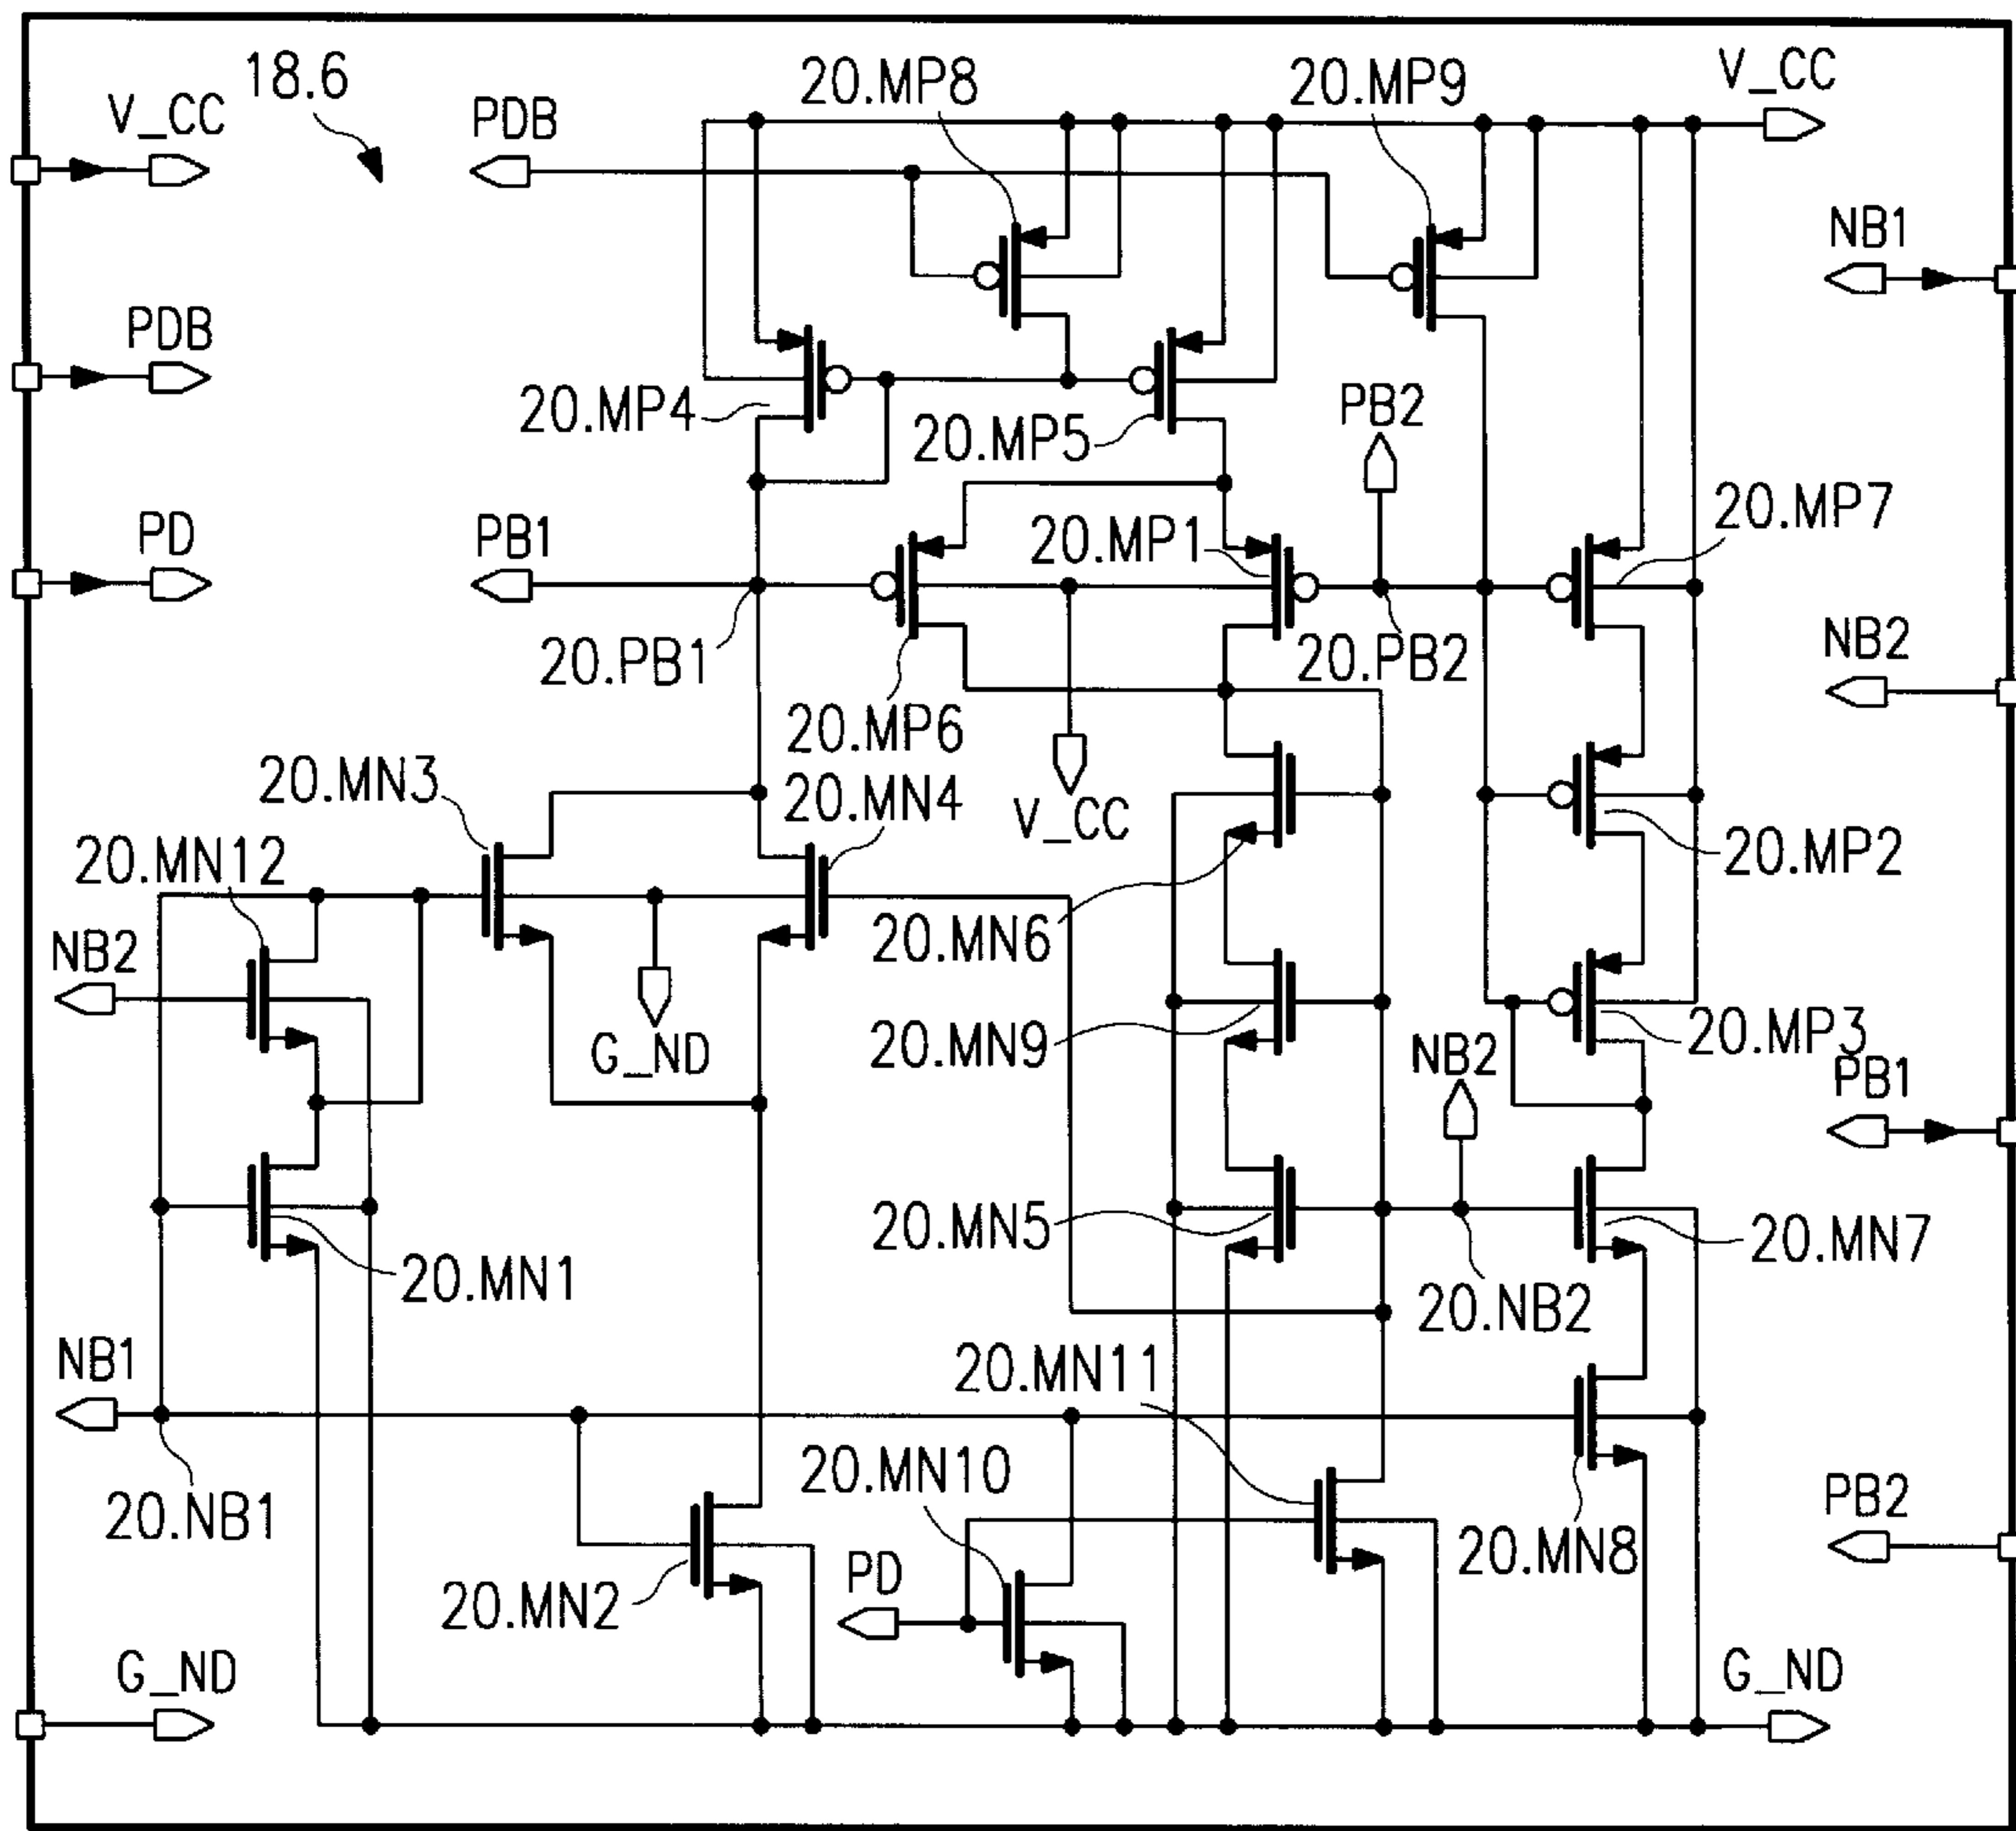 18.6
20.MP8
20.MP9
V_CC
V_CC
PDB
NB1
PDB
20.MP4
20.MP5
PB2
20.MP7
PD
PB1
20.MP1
20.PB1
20.PB2
NB2
20.MP6
20.MN3
20.MN4
V_CC
20.MN12
20.MP2
NB2
20.MN6
G_ND
20.MN9
NB2
20.MP3
PB1
20.MN1
20.MN5
20.MN7
20.NB2
NB1
20.MN11
20.NB1
20.MN10
PB2
20.MN2
PD
20.MN8
G_ND
G_ND